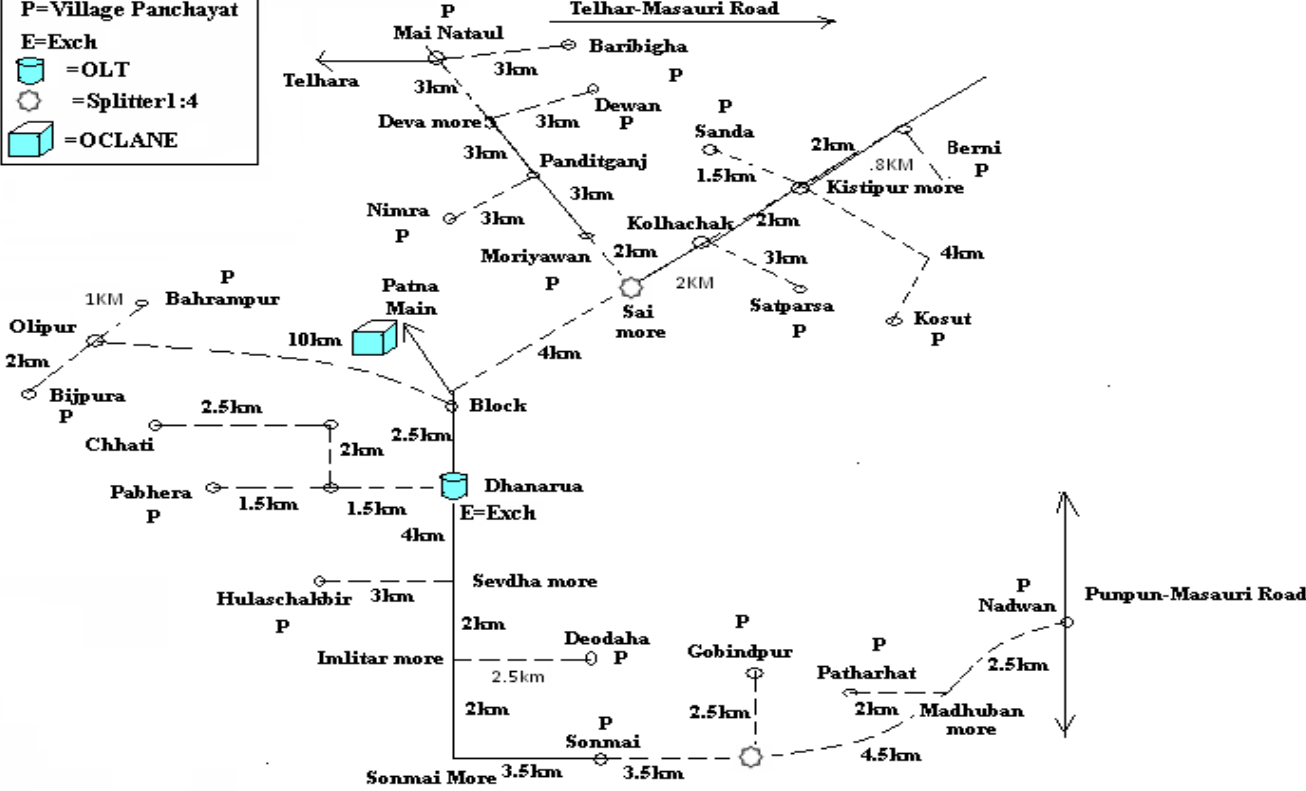 P=Village Panchayat
E=Exch
=OLT
=Splitter1:4
=OCLANE
P
Mai Nataul
Telhar-Masauri Road
Baribigha
P
3km
Telhara
3km
Dewan
P
3km
Deva more
3km
Panditganj
3km
Nimra
P
3km
Moriyawan
P
2km
Sai
more
2KM
Kolhachak
2km
3km
Satparsa
P
P
Sanda
1.5km
2km
Kistipur more
.8KM
Berni
P
4km
Kosut
P
P
Bahrampur
1KM
Olipur
2km
Bijpura
P
10km
Patna
Main
4km
Block
2.5km
Chhati
2.5km
2km
Pabhera
P
1.5km
1.5km
Dhanarua
E=Exch
4km
Sevdha more
Hulaschakbir
P
3km
2km
Imlitar more
Deodaha
P
2.5km
2km
Sonmai More
3.5km
P
Sonmai
3.5km
P
Gobindpur
2.5km
4.5km
P
Patharhat
2km
Madhuban
more
2.5km
P
Nadwan
Punpun-Masauri Road